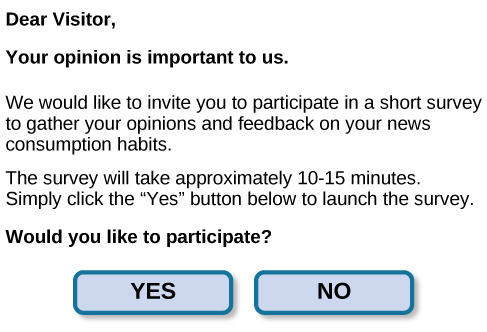 Dear Visitor,
Your opinion is important to us.
We would like to invite you to participate in a short survey
to gather your opinions and feedback on your news
consumption habits.
The survey will take approximately 10-15 minutes.
Simply click the “Yes” button below to launch the survey.
Would you like to participate?
YES NO